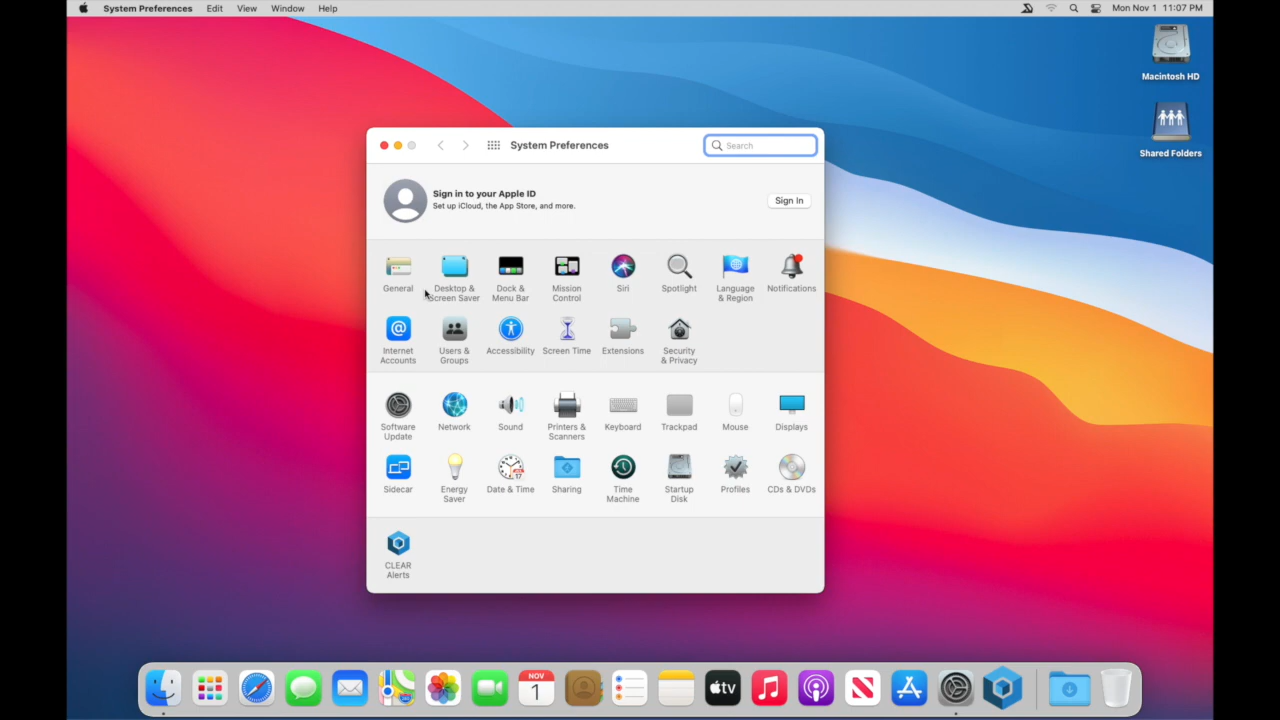 System Preferences Edit View Window Help Mon Nov 1 11:07 PM
Macintosh HD
Shared Folders
System Preferences Search
Sign in to your Apple ID
Set up iCloud, the App Store, and more.
Sign In
General
Desktop &
Screen Saver
Dock &
Menu Bar
Mission
Control
Siri
Spotlight
Language
& Region
Notifications
Internet
Accounts
Users &
Groups
Accessibility
Screen Time
Extensions
Security
& Privacy
Software
Update
Network
Sound
Printers &
Scanners
Keyboard
Trackpad
Mouse
Displays
Sidecar
Energy
Saver
Date & Time
Sharing
Time
Machine
Startup
Disk
Profiles
CDs & DVDs
CLEAR
Alerts
NOV
1
tv